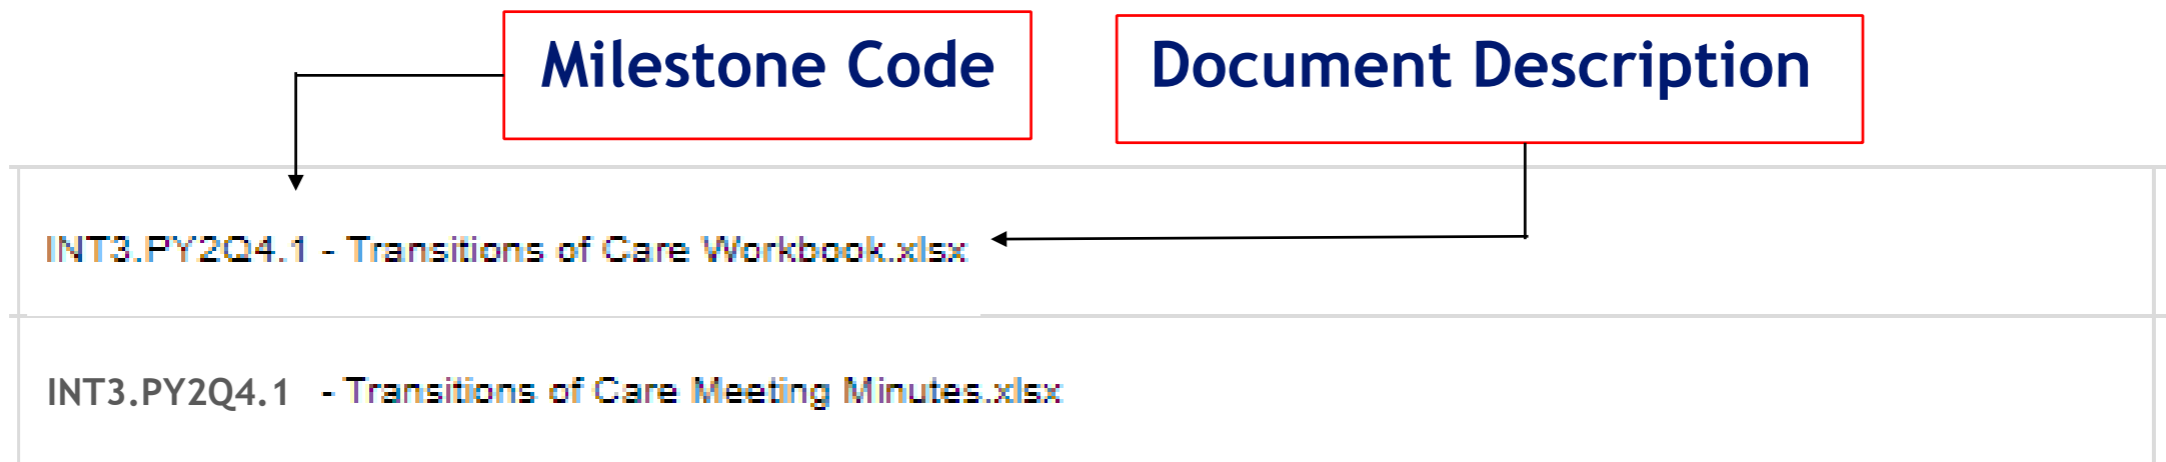 Milestone Code
Document Description
INT3.PY2Q4.1 - Transitions of Care Workbook.xlsx
INT3.PY2Q4.1 - Transitions of Care Meeting Minutes.xlsx